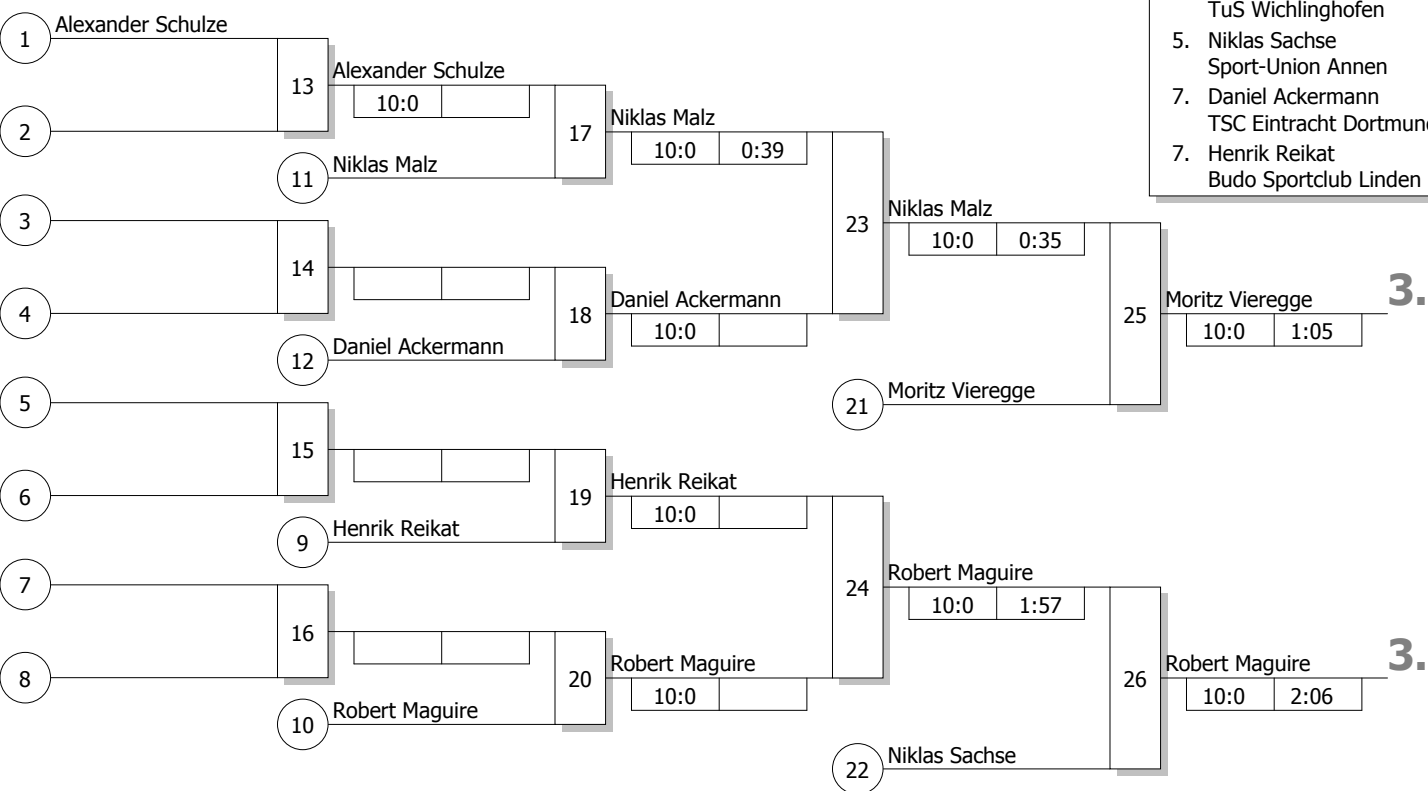 TuS Wichlinghofen
5. Niklas Sachse
Sport-Union Annen
7. Daniel Ackermann
TSC Eintracht Dortmun
7. Henrik Reikat
Budo Sportclub Linden
1 Alexander Schulze
13
Alexander Schulze
10:0
2
17
Niklas Malz
10:0 0:39
11 Niklas Malz
3
23
Niklas Malz
10:0 0:35
14
4
18
Daniel Ackermann
10:0
25
Moritz Vieregge
10:0 1:05
3.
12 Daniel Ackermann
5
21 Moritz Vieregge
15
6
19
Henrik Reikat
10:0
9 Henrik Reikat
7
24
Robert Maguire
10:0 1:57
16
8
20
Robert Maguire
10:0
26
Robert Maguire
10:0 2:06
3.
10 Robert Maguire
22 Niklas Sachse